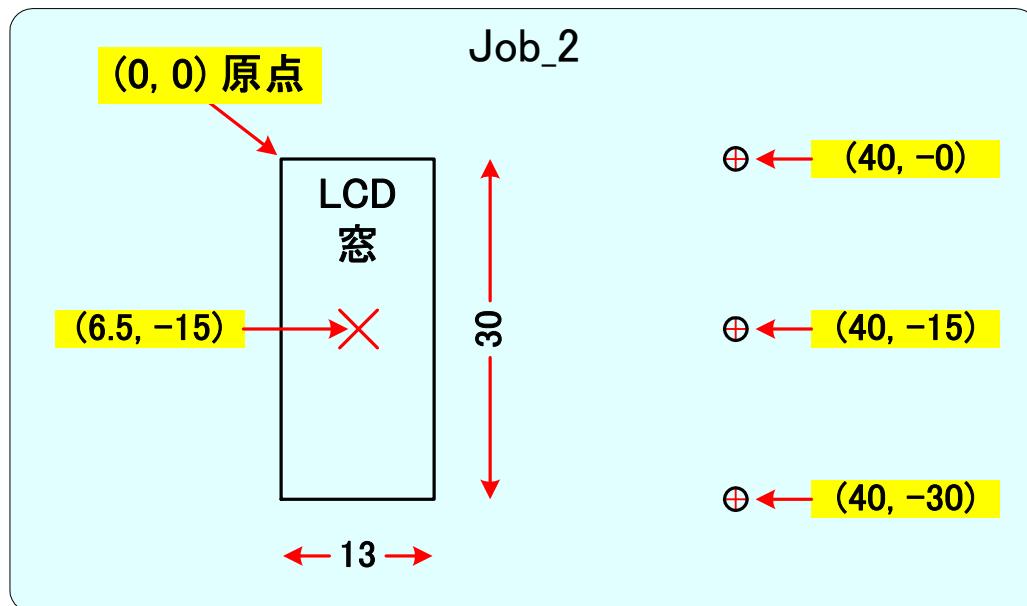 Job_2
(0, 0) 原点
(40, -0)
LCD
窓
(6.5, -15)
30
(40, -15)
(40, -30)
13